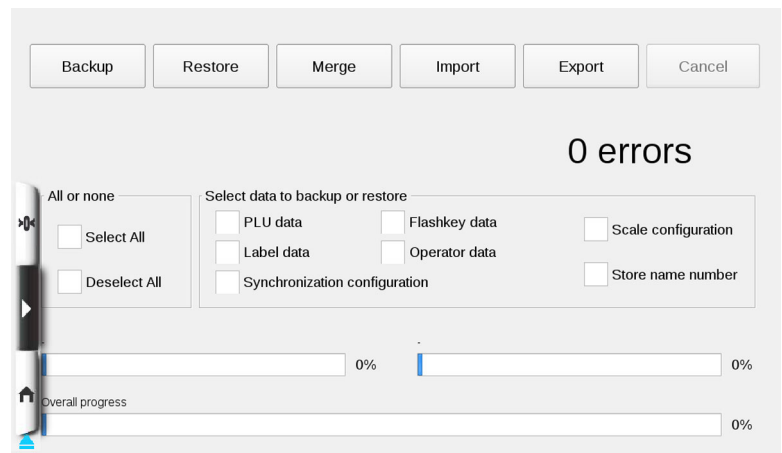 Backup Restore Merge Import Export Cancel
0 errors
All or none
Select All
Deselect All
Select data to backup or restore
PLU data Flashkey data
Label data Operator data
Synchronization configuration
Scale configuration
Store name number
- -
0% 0%
Overall progress
0%